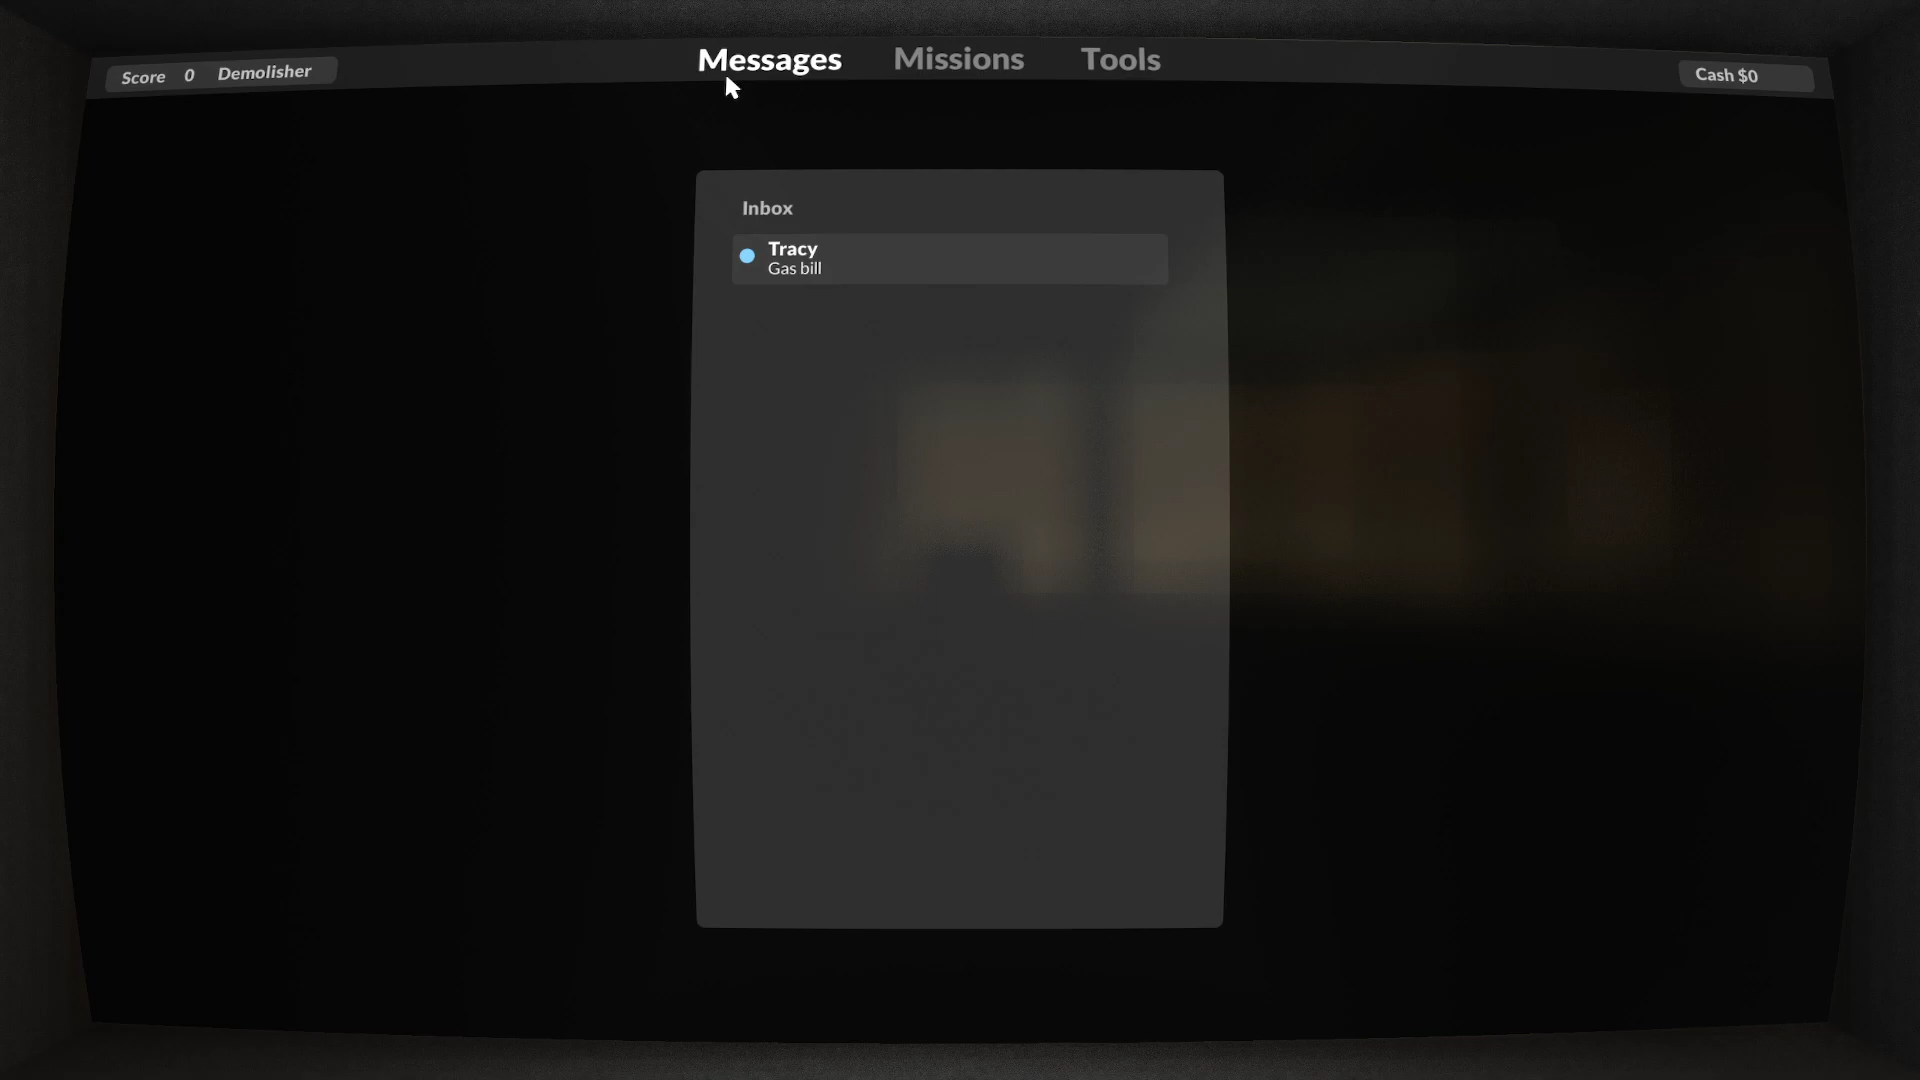 Score 0 Demolisher
Messages Missions Tools
Cash $0
Inbox
Tracy
Gas bill